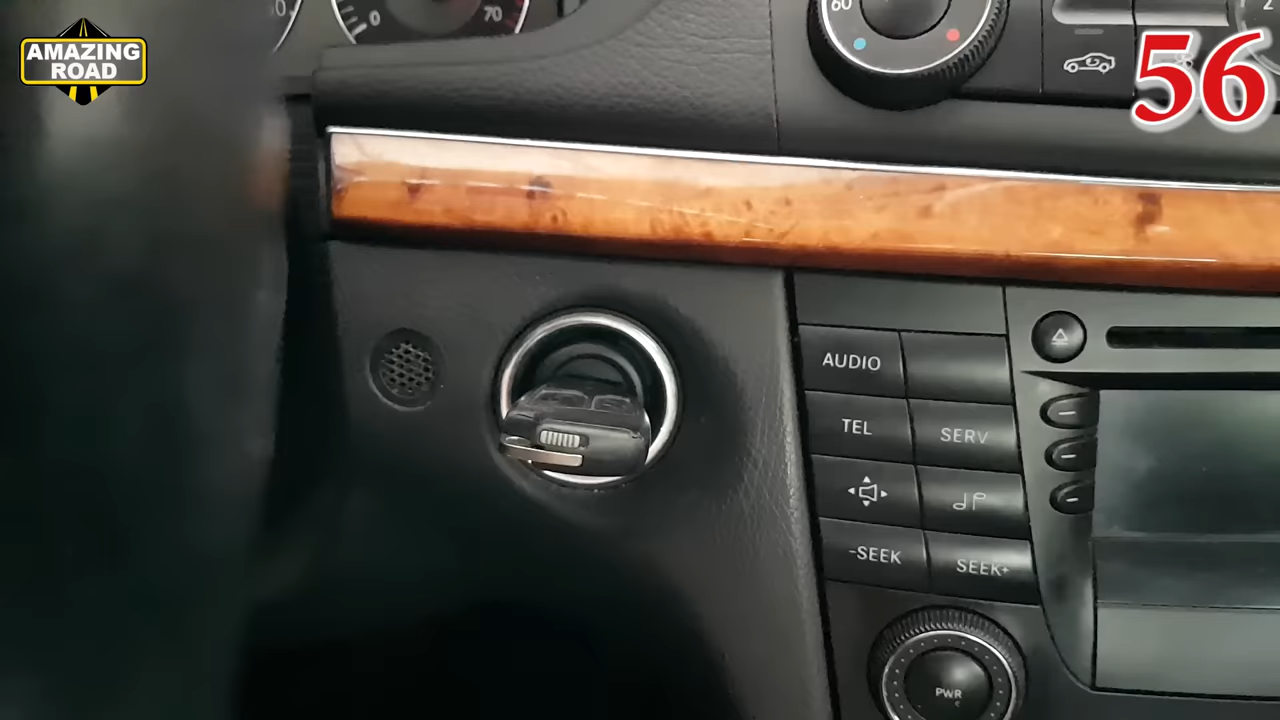 AMAZING
ROAD
0
70
60
56
AUDIO
TEL
SERV
-SEEK
SEEK+
PWR